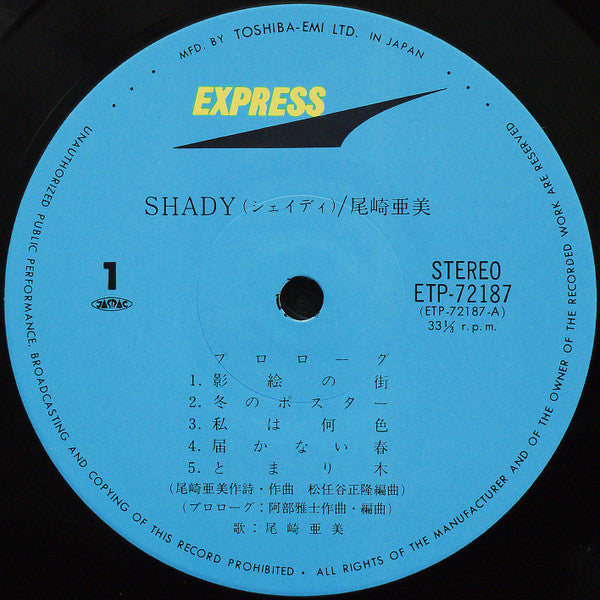 MFD. BY TOSHIBA-EMI LTD. IN JAPAN
EXPRESS
SHADY(シェイディ)/尾崎亜美
1
JASRAC
STEREO
ETP-72187
(ETP-72187-A)
33⅓ r.p.m.
プロローグ
1. 影絵の街
2. 冬のポスター
3. 私は何色
4. 届かない春
5. とまり木
(尾崎亜美作詩・作曲 松任谷正隆編曲)
(プロローグ:阿部雅士作曲・編曲)
歌:尾崎亜美
UNAUTHORIZED PUBLIC PERFORMANCE, BROADCASTING AND COPYING OF THIS RECORD PROHIBITED • ALL RIGHTS OF THE MANUFACTURER AND OF THE OWNER OF THE RECORDED WORK ARE RESERVED